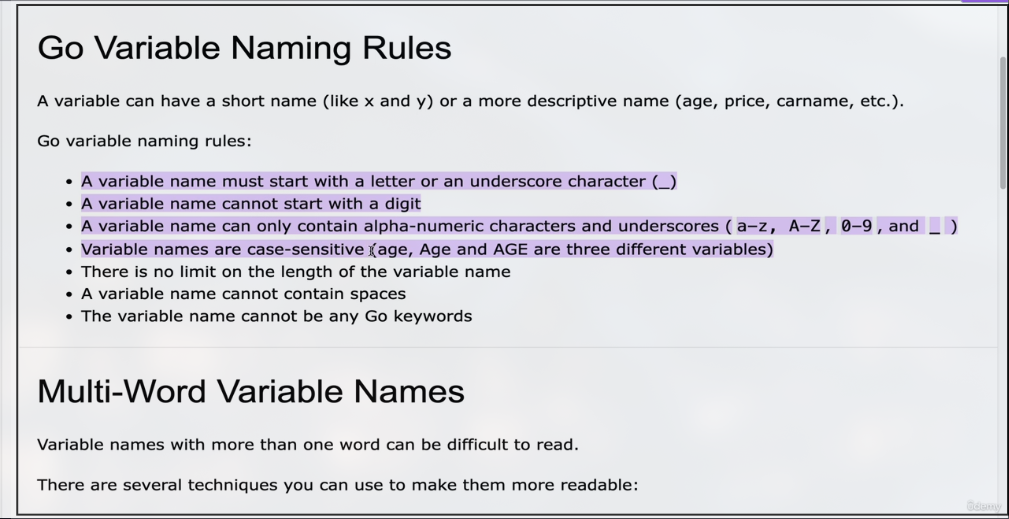 Go Variable Naming Rules
A variable can have a short name (like x and y) or a more descriptive name (age, price, carname, etc.).
Go variable naming rules:
• A variable name must start with a letter or an underscore character (_)
• A variable name cannot start with a digit
• A variable name can only contain alpha-numeric characters and underscores ( a-z, A-Z , 0-9 , and _ )
• Variable names are case-sensitive (age, Age and AGE are three different variables)
• There is no limit on the length of the variable name
• A variable name cannot contain spaces
• The variable name cannot be any Go keywords
Multi-Word Variable Names
Variable names with more than one word can be difficult to read.
There are several techniques you can use to make them more readable:
ûdemy